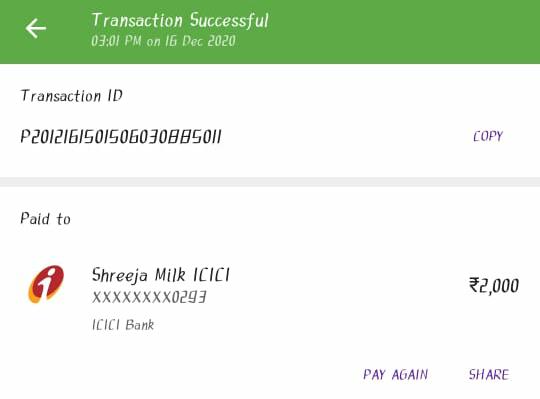 Transaction Successful
03:01 PM on 16 Dec 2020
Transaction ID
P2012161501506030885011
COPY
Paid to
Shreeja Milk ICICI
XXXXXXXX0293
₹2,000
ICICI Bank
PAY AGAIN
SHARE